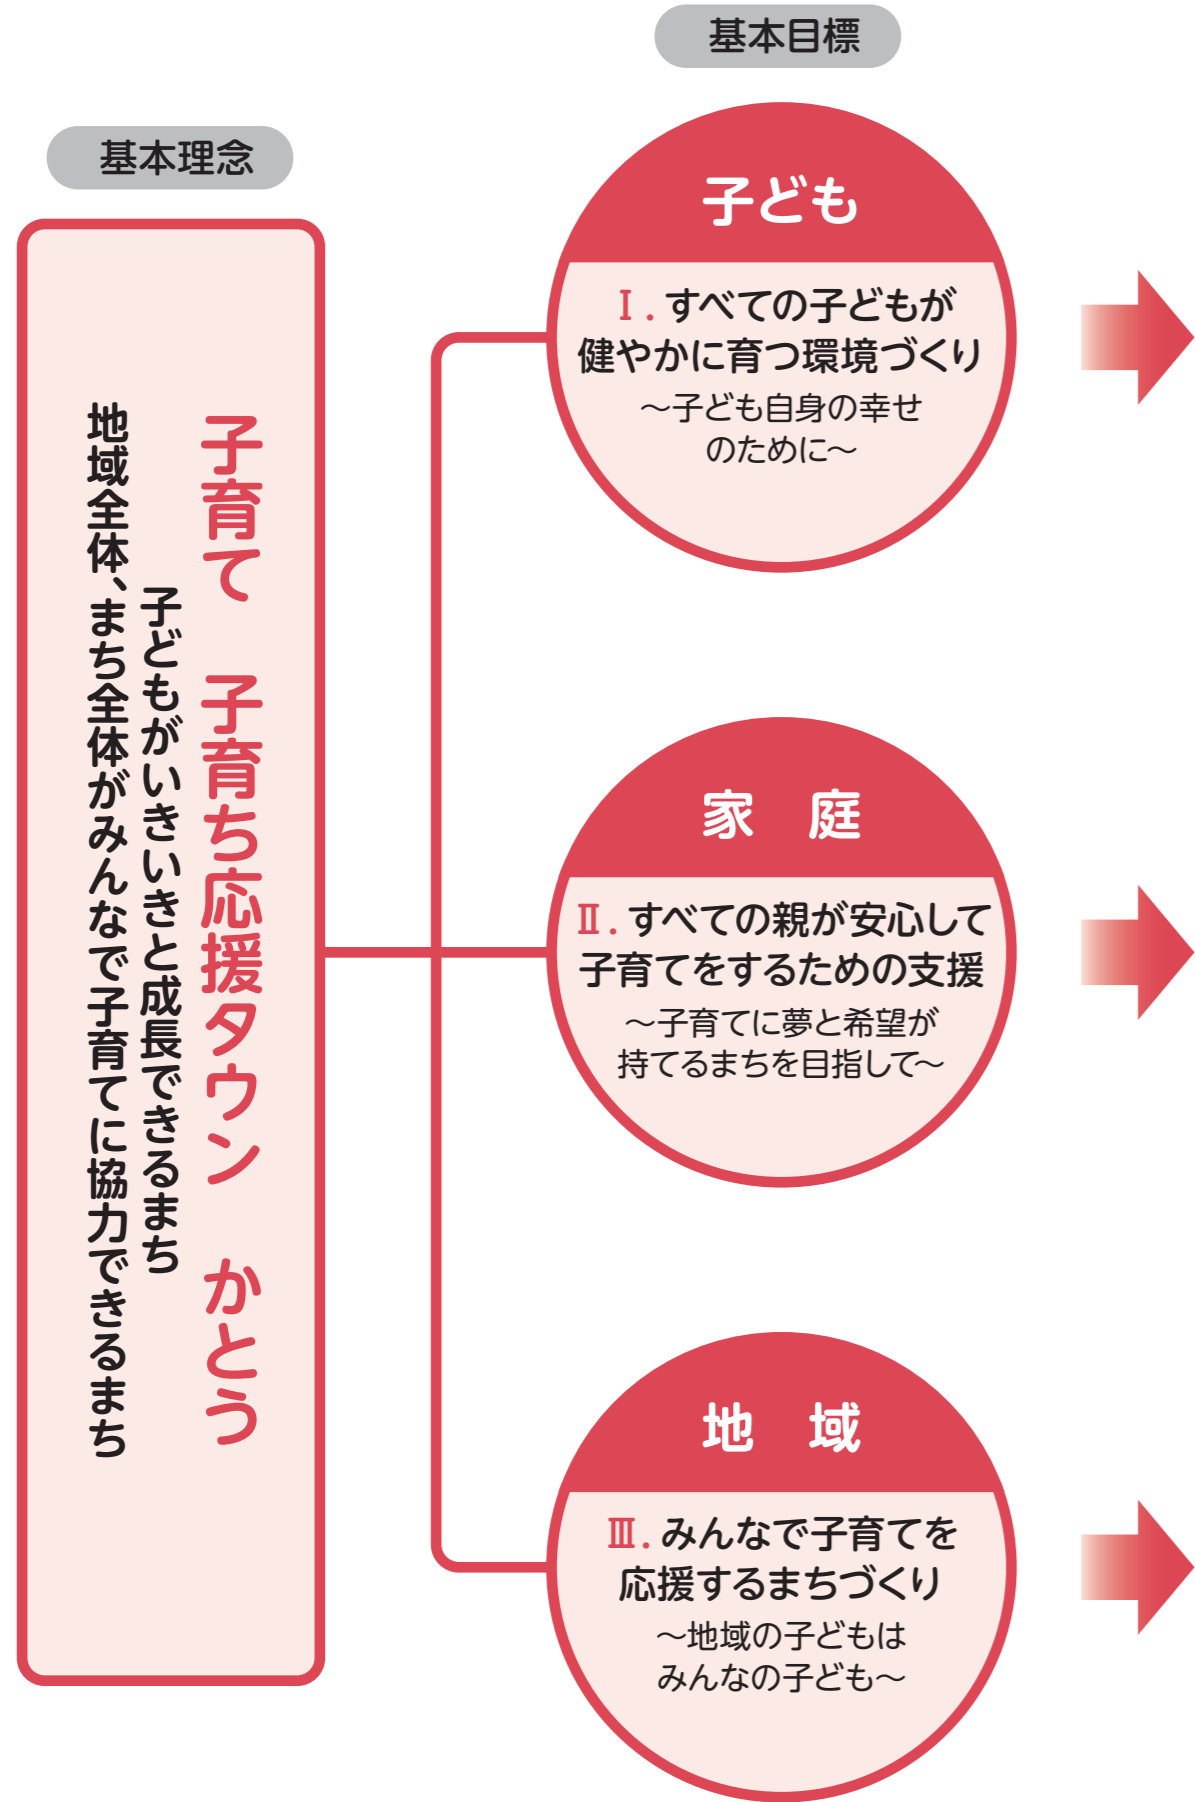 基本理念
子育て　子育ち応援タウン　かとう
子どもがいきいきと成長できるまち
地域全体、まち全体がみんなで子育てに協力できるまち
基本目標
子ども
Ⅰ. すべての子どもが
健やかに育つ環境づくり
～子ども自身の幸せ
のために～
家　庭
Ⅱ. すべての親が安心して
子育てをするための支援
～子育てに夢と希望が
持てるまちを目指して～
地　域
Ⅲ. みんなで子育てを
応援するまちづくり
～地域の子どもは
みんなの子ども～